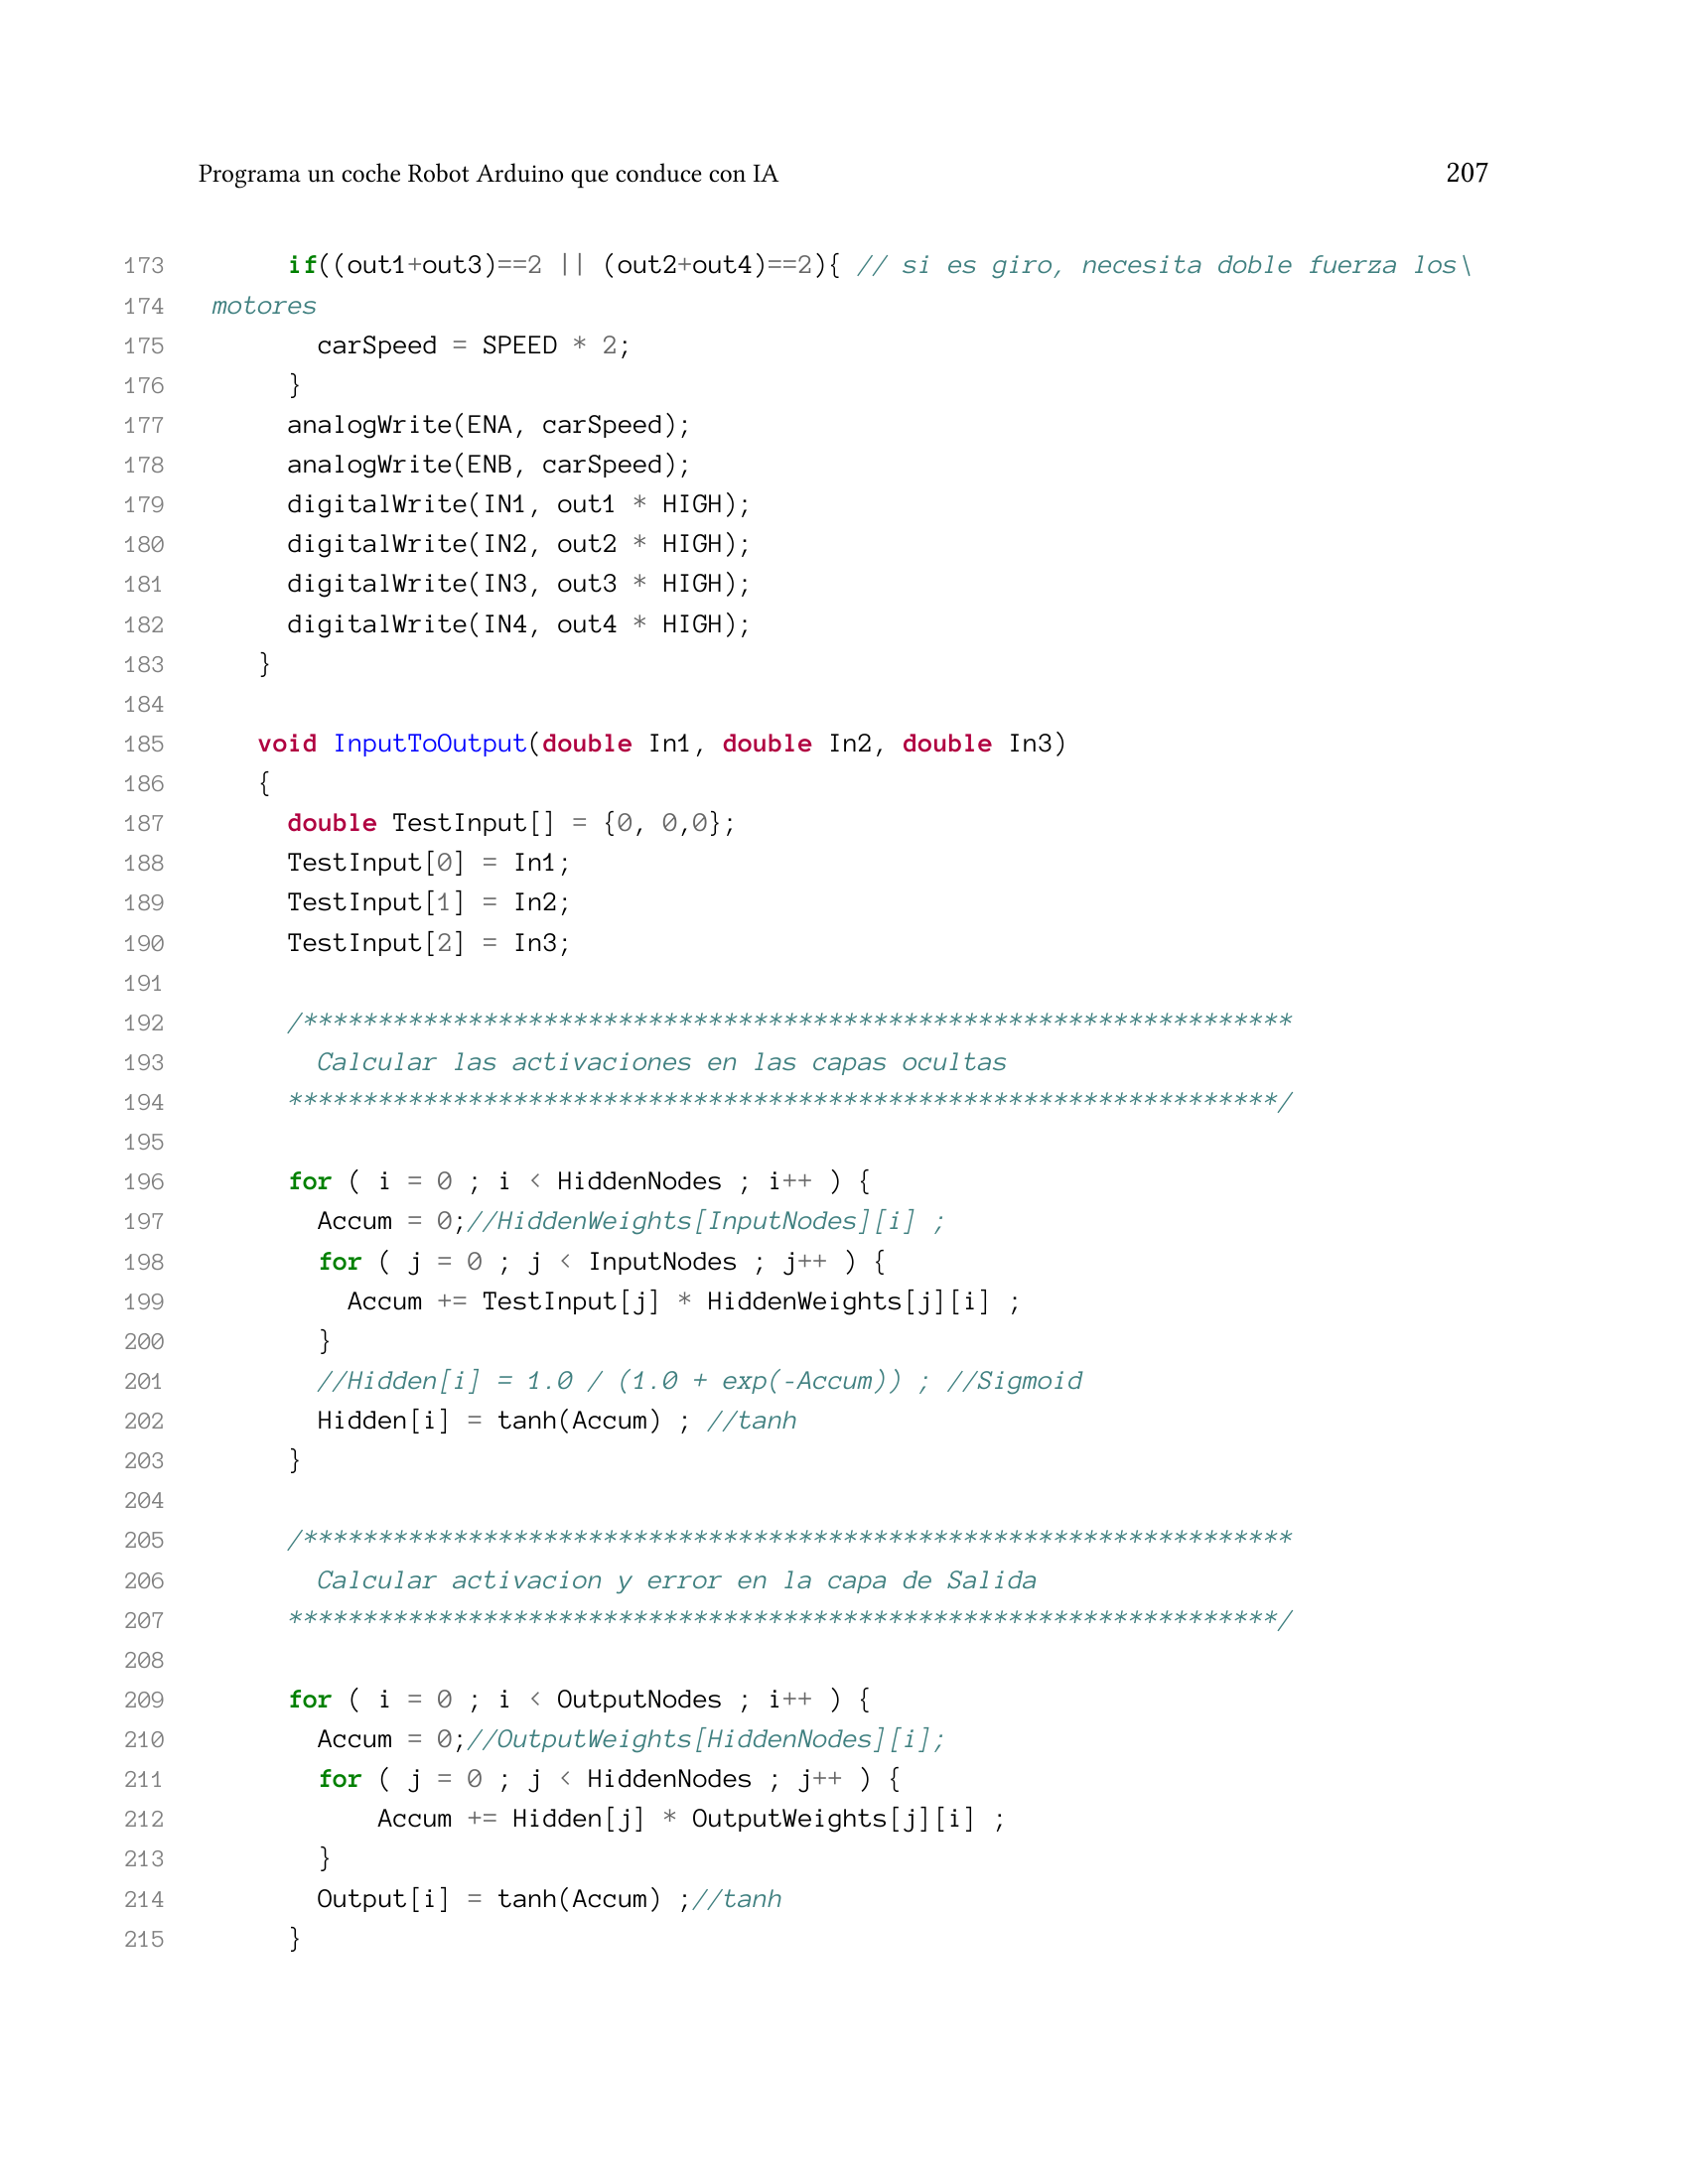 Programa un coche Robot Arduino que conduce con IA 207
173 if((out1+out3)==2 || (out2+out4)==2){ // si es giro, necesita doble fuerza los\
174 motores
175 carSpeed = SPEED * 2;
176 }
177 analogWrite(ENA, carSpeed);
178 analogWrite(ENB, carSpeed);
179 digitalWrite(IN1, out1 * HIGH);
180 digitalWrite(IN2, out2 * HIGH);
181 digitalWrite(IN3, out3 * HIGH);
182 digitalWrite(IN4, out4 * HIGH);
183 }
184
185 void InputToOutput(double In1, double In2, double In3)
186 {
187 double TestInput[] = {0, 0,0};
188 TestInput[0] = In1;
189 TestInput[1] = In2;
190 TestInput[2] = In3;
191
192 /******************************************************************
193 Calcular las activaciones en las capas ocultas
194 ******************************************************************/
195
196 for ( i = 0 ; i < HiddenNodes ; i++ ) {
197 Accum = 0;//HiddenWeights[InputNodes][i] ;
198 for ( j = 0 ; j < InputNodes ; j++ ) {
199 Accum += TestInput[j] * HiddenWeights[j][i] ;
200 }
201 //Hidden[i] = 1.0 / (1.0 + exp(-Accum)) ; //Sigmoid
202 Hidden[i] = tanh(Accum) ; //tanh
203 }
204
205 /******************************************************************
206 Calcular activacion y error en la capa de Salida
207 ******************************************************************/
208
209 for ( i = 0 ; i < OutputNodes ; i++ ) {
210 Accum = 0;//OutputWeights[HiddenNodes][i];
211 for ( j = 0 ; j < HiddenNodes ; j++ ) {
212 Accum += Hidden[j] * OutputWeights[j][i] ;
213 }
214 Output[i] = tanh(Accum) ;//tanh
215 }